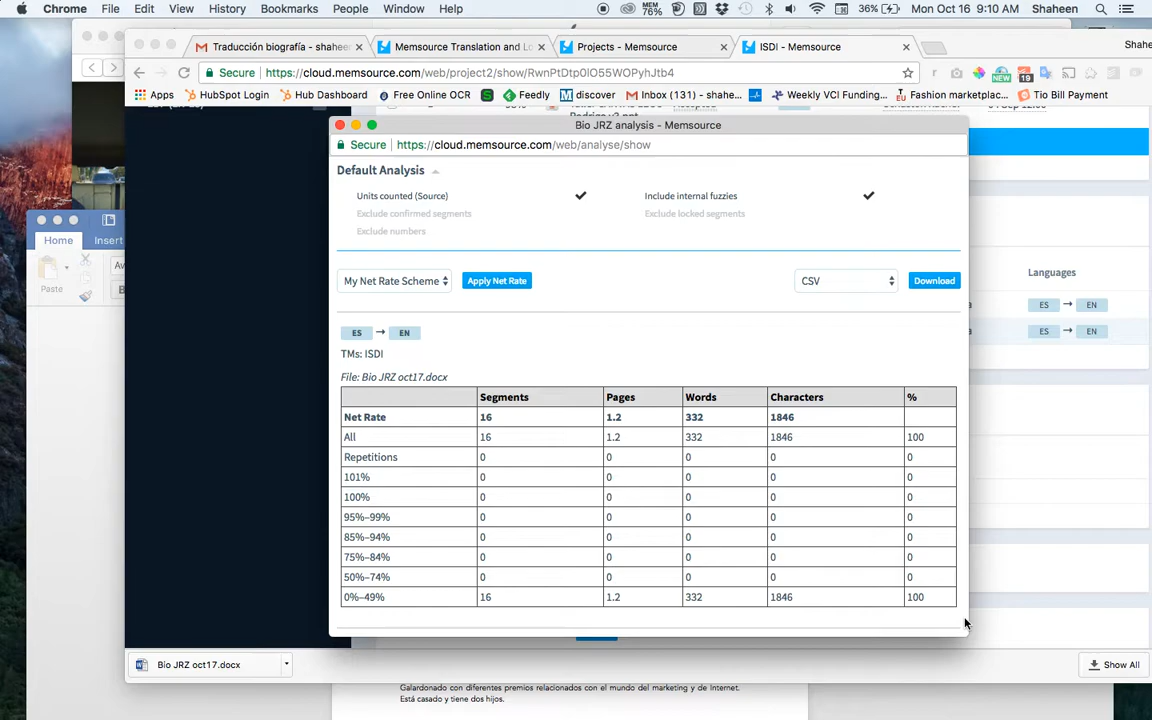 Chrome File Edit View History Bookmarks People Window Help MEM 76% 36% Mon Oct 16 9:10 AM Shaheen
Traducción biografía - shahee × Memsource Translation and Lo × Projects - Memsource × ISDI - Memsource × Shahe
Secure https://cloud.memsource.com/web/project2/show/RwnPtDtp0lO55WOPyhJtb4 NEW 19
Apps HubSpot Login Hub Dashboard Free Online OCR Feedly discover Inbox (131) - shahe... Weekly VCI Funding... Fashion marketplac... Tio Bill Payment
Bio JRZ analysis - Memsource
Secure https://cloud.memsource.com/web/analyse/show
Default Analysis
Units counted (Source) Include internal fuzzies
Exclude confirmed segments Exclude locked segments
Exclude numbers
Home Insert
Paste
Languages
My Net Rate Scheme Apply Net Rate CSV Download
ES → EN
ES → EN
ES → EN
TMs: ISDI
File: Bio JRZ oct17.docx
Segments Pages Words Characters %
Net Rate 16 1.2 332 1846
All 16 1.2 332 1846 100
Repetitions 0 0 0 0 0
101% 0 0 0 0 0
100% 0 0 0 0 0
95%–99% 0 0 0 0 0
85%–94% 0 0 0 0 0
75%–84% 0 0 0 0 0
50%–74% 0 0 0 0 0
0%–49% 16 1.2 332 1846 100
Bio JRZ oct17.docx Show All
Galardonado con diferentes premios relacionados con el mundo del marketing y de Internet.
Está casado y tiene dos hijos.